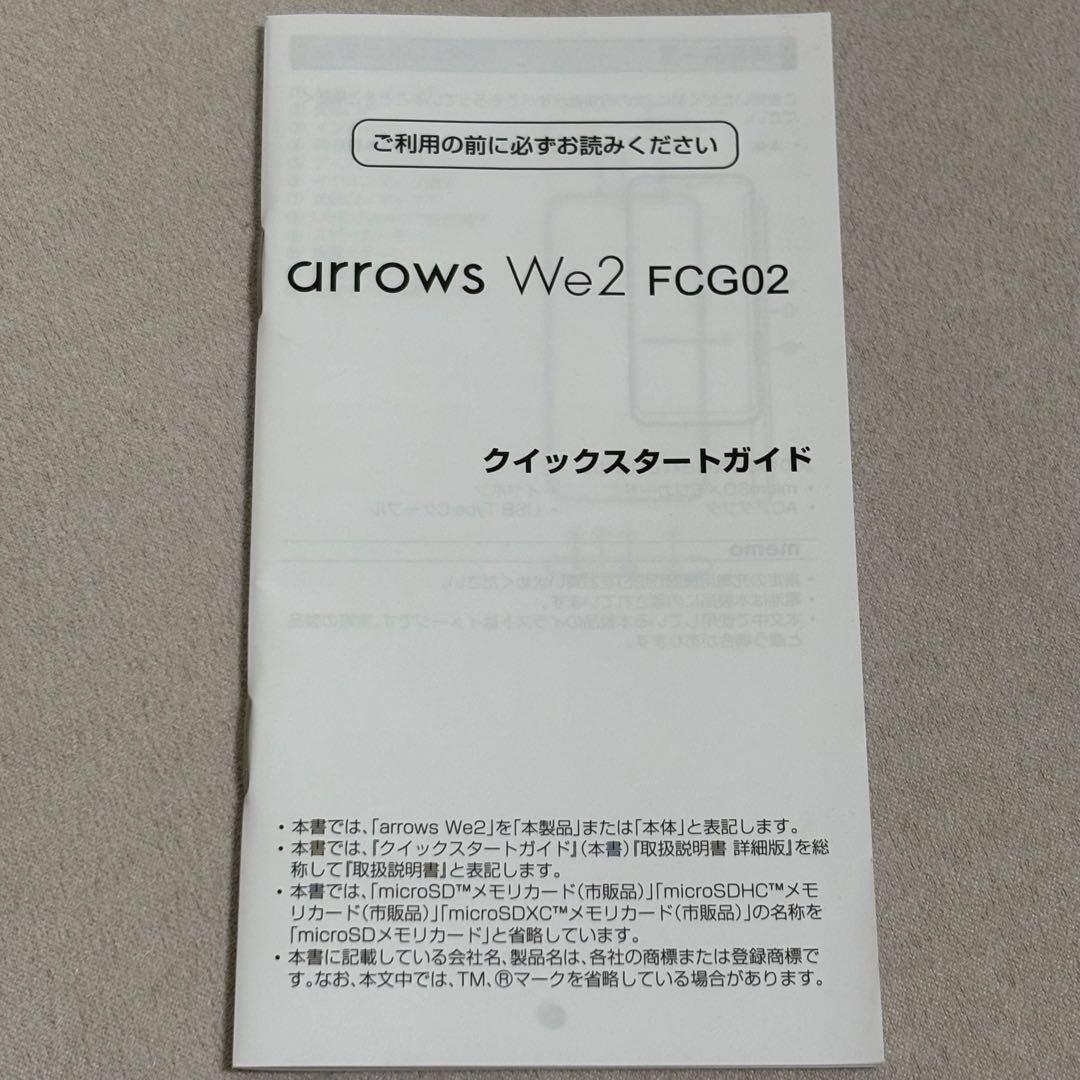 ご利用の前に必ずお読みください
arrows We2 FCG02
クイックスタートガイド
・本書では、「arrows We2」を「本製品」または「本体」と表記します。
・本書では、『クイックスタートガイド』(本書)『取扱説明書 詳細版』を総
称して『取扱説明書』と表記します。
・本書では、「microSD™メモリカード(市販品)」「microSDHC™メモ
リカード(市販品)」「microSDXC™メモリカード(市販品)」の名称を
「microSDメモリカード」と省略しています。
・本書に記載している会社名、製品名は、各社の商標または登録商標で
す。なお、本文中では、TM、®マークを省略している場合があります。